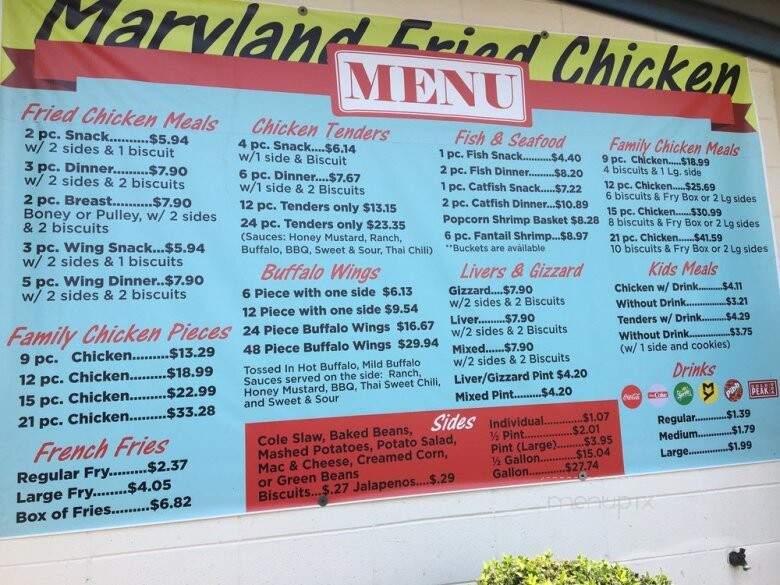 Maryland Fried Chicken
MENU
Fried Chicken Meals
2 pc. Snack..........$5.94
w/ 2 sides & 1 biscuit
3 pc. Dinner.........$7.90
w/ 2 sides & 2 biscuits
2 pc. Breast..........$7.90
Boney or Pulley, w/ 2 sides
& 2 biscuits
3 pc. Wing Snack...$5.94
w/ 2 sides & 1 biscuit
5 pc. Wing Dinner..$7.90
w/ 2 sides & 2 biscuits
Family Chicken Pieces
9 pc. Chicken.........$13.29
12 pc. Chicken.........$18.99
15 pc. Chicken.........$22.99
21 pc. Chicken.........$33.28
French Fries
Regular Fry.........$2.37
Large Fry.......$4.05
Box of Fries........$6.82
Chicken Tenders
4 pc. Snack....$6.14
w/1 side & Biscuit
6 pc. Dinner....$7.67
w/1 side & 2 Biscuits
12 pc. Tenders only $13.15
24 pc. Tenders only $23.35
(Sauces: Honey Mustard, Ranch,
Buffalo, BBQ, Sweet & Sour, Thai Chili)
Buffalo Wings
6 Piece with one side $6.13
12 Piece with one side $9.54
24 Piece Buffalo Wings $16.67
48 Piece Buffalo Wings $29.94
Tossed In Hot Buffalo, Mild Buffalo
Sauces served on the side: Ranch,
Honey Mustard, BBQ, Thai Sweet Chili,
and Sweet & Sour
Fish & Seafood
1 pc. Fish Snack..........$4.40
2 pc. Fish Dinner........$8.20
1 pc. Catfish Snack.....$7.22
2 pc. Catfish Dinner...$10.89
Popcorn Shrimp Basket $8.28
6 pc. Fantail Shrimp...$8.97
**Buckets are available
Livers & Gizzard
Gizzard....$7.90
w/2 sides & 2 Biscuits
Liver........$7.90
w/2 sides & 2 Biscuits
Mixed......$7.90
w/2 sides & 2 Biscuits
Liver/Gizzard Pint $4.20
Mixed Pint.........$4.20
Family Chicken Meals
9 pc. Chicken.....$18.99
4 biscuits & 1 Lg. side
12 pc. Chicken.....$25.69
6 biscuits & Fry Box or 2 Lg sides
15 pc. Chicken.....$30.99
8 biscuits & Fry Box or 2 Lg sides
21 pc. Chicken.....$41.59
10 biscuits & Fry Box or 2 Lg sides
Kids Meals
Chicken w/ Drink.....$4.11
Without Drink...........$3.21
Tenders w/ Drink......$4.29
Without Drink...........$3.75
(w/ 1 side and cookies)
Drinks
Coca-Cola
Coke
Sprite
PIBB
PEAK
Regular........$1.39
Medium........$1.79
Large...........$1.99
Sides
Cole Slaw, Baked Beans,
Mashed Potatoes, Potato Salad,
Mac & Cheese, Creamed Corn,
or Green Beans
Biscuits...$.27 Jalapenos....$.29
Individual............$1.07
½ Pint................$2.01
Pint (Large).........$3.95
½ Gallon............$15.04
Gallon...............$27.74
menupix